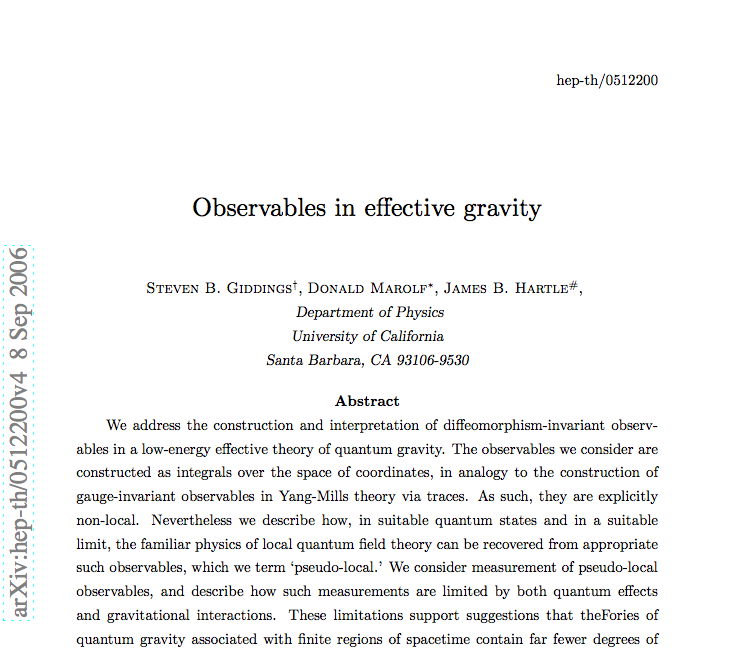 hep-th/0512200
Observables in effective gravity
STEVEN B. GIDDINGS†, DONALD MAROLF*, JAMES B. HARTLE#,
Department of Physics
University of California
Santa Barbara, CA 93106-9530
Abstract
We address the construction and interpretation of diffeomorphism-invariant observ-
ables in a low-energy effective theory of quantum gravity. The observables we consider are
constructed as integrals over the space of coordinates, in analogy to the construction of
gauge-invariant observables in Yang-Mills theory via traces. As such, they are explicitly
non-local. Nevertheless we describe how, in suitable quantum states and in a suitable
limit, the familiar physics of local quantum field theory can be recovered from appropriate
such observables, which we term ‘pseudo-local.’ We consider measurement of pseudo-local
observables, and describe how such measurements are limited by both quantum effects
and gravitational interactions. These limitations support suggestions that theFories of
quantum gravity associated with finite regions of spacetime contain far fewer degrees of
arXiv:hep-th/0512200v4 8 Sep 2006